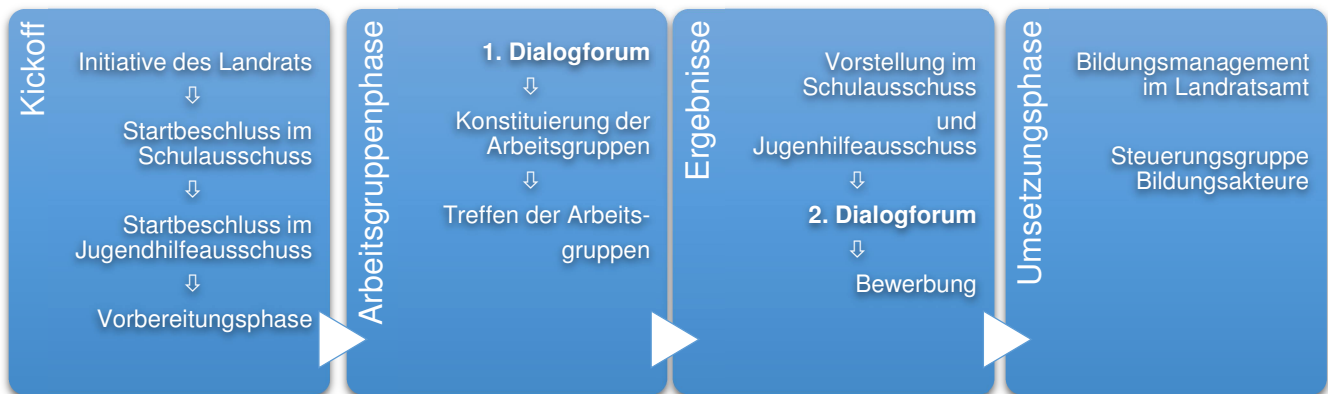 Kickoff
Initiative des Landrats
⇩
Startbeschluss im
Schulausschuss
⇩
Startbeschluss im
Jugendhilfeausschuss
⇩
Vorbereitungsphase
Arbeitsgruppenphase
1. Dialogforum
⇩
Konstituierung der
Arbeitsgruppen
⇩
Treffen der Arbeits-
gruppen
Ergebnisse
Vorstellung im
Schulausschuss
und
Jugenhilfeausschuss
⇩
2. Dialogforum
⇩
Bewerbung
Umsetzungsphase
Bildungsmanagement
im Landratsamt
Steuerungsgruppe
Bildungsakteure